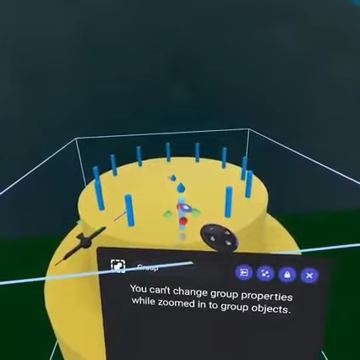 Group
You can't change group properties
while zoomed in to group objects.